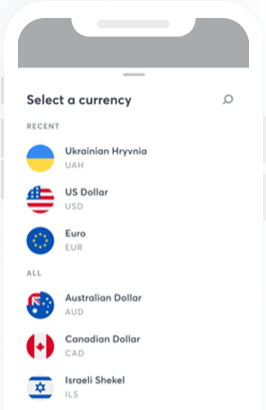 Select a currency
RECENT
Ukrainian Hryvnia
UAH
US Dollar
USD
Euro
EUR
ALL
Australian Dollar
AUD
Canadian Dollar
CAD
Israeli Shekel
ILS